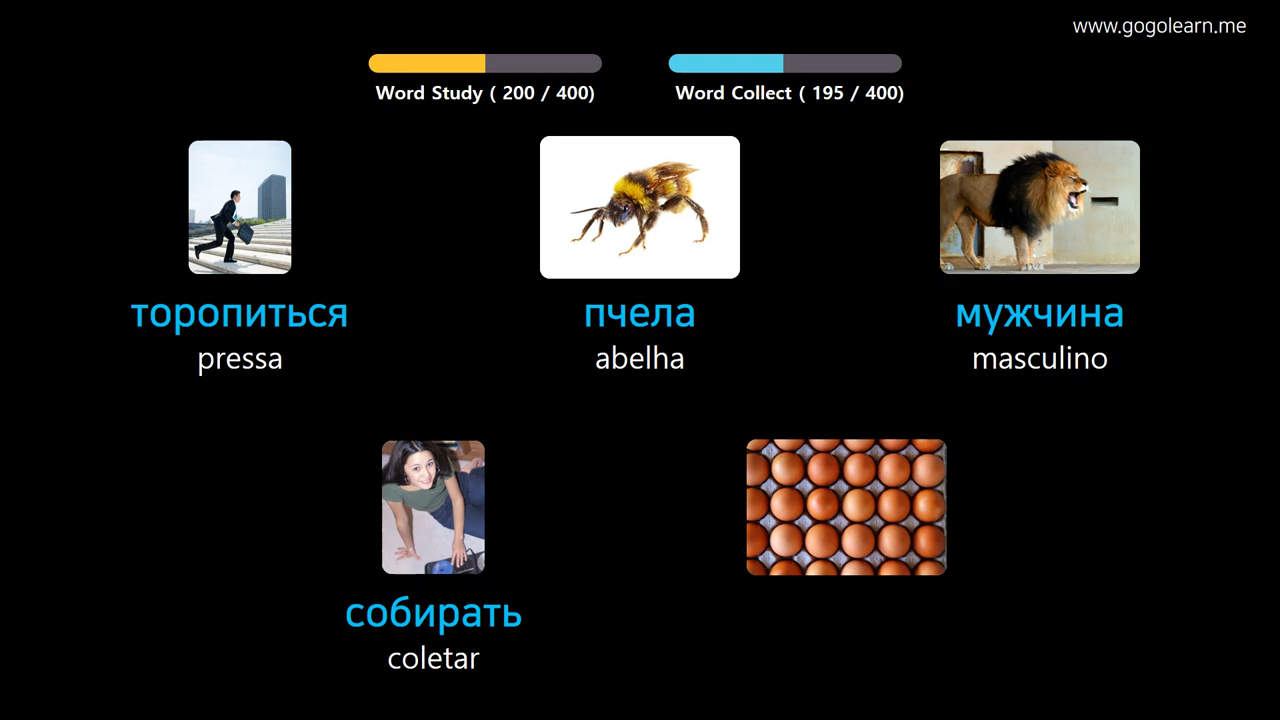 www.gogolearn.me
Word Study ( 200 / 400)
Word Collect ( 195 / 400)
торопиться
pressa
пчела
abelha
мужчина
masculino
собирать
coletar